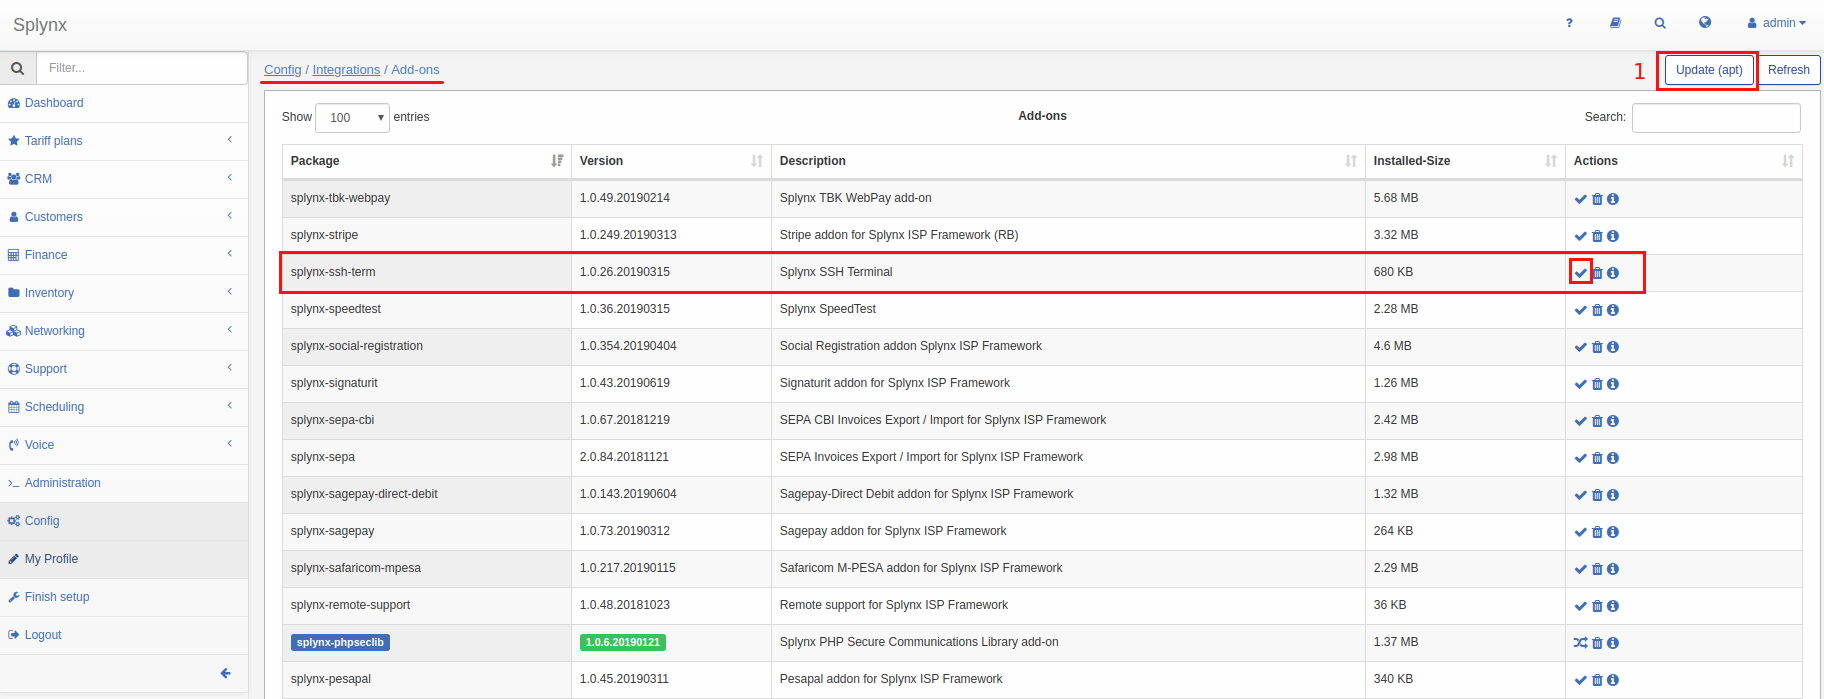 Splynx
? admin
Filter...
Config / Integrations / Add-ons
1
Update (apt)
Refresh
Dashboard
Tariff plans
CRM
Customers
Finance
Inventory
Networking
Support
Scheduling
Voice
Administration
Config
My Profile
Finish setup
Logout
Show 100 entries
Add-ons
Search:
Package Version Description Installed-Size Actions
splynx-tbk-webpay 1.0.49.20190214 Splynx TBK WebPay add-on 5.68 MB
splynx-stripe 1.0.249.20190313 Stripe addon for Splynx ISP Framework (RB) 3.32 MB
splynx-ssh-term 1.0.26.20190315 Splynx SSH Terminal 680 KB
splynx-speedtest 1.0.36.20190315 Splynx SpeedTest 2.28 MB
splynx-social-registration 1.0.354.20190404 Social Registration addon Splynx ISP Framework 4.6 MB
splynx-signaturit 1.0.43.20190619 Signaturit addon for Splynx ISP Framework 1.26 MB
splynx-sepa-cbi 1.0.67.20181219 SEPA CBI Invoices Export / Import for Splynx ISP Framework 2.42 MB
splynx-sepa 2.0.84.20181121 SEPA Invoices Export / Import for Splynx ISP Framework 2.98 MB
splynx-sagepay-direct-debit 1.0.143.20190604 Sagepay-Direct Debit addon for Splynx ISP Framework 1.32 MB
splynx-sagepay 1.0.73.20190312 Sagepay addon for Splynx ISP Framework 264 KB
splynx-safaricom-mpesa 1.0.217.20190115 Safaricom M-PESA addon for Splynx ISP Framework 2.29 MB
splynx-remote-support 1.0.48.20181023 Remote support for Splynx ISP Framework 36 KB
splynx-phpseclib 1.0.6.20190121 Splynx PHP Secure Communications Library add-on 1.37 MB
splynx-pesapal 1.0.45.20190311 Pesapal addon for Splynx ISP Framework 340 KB